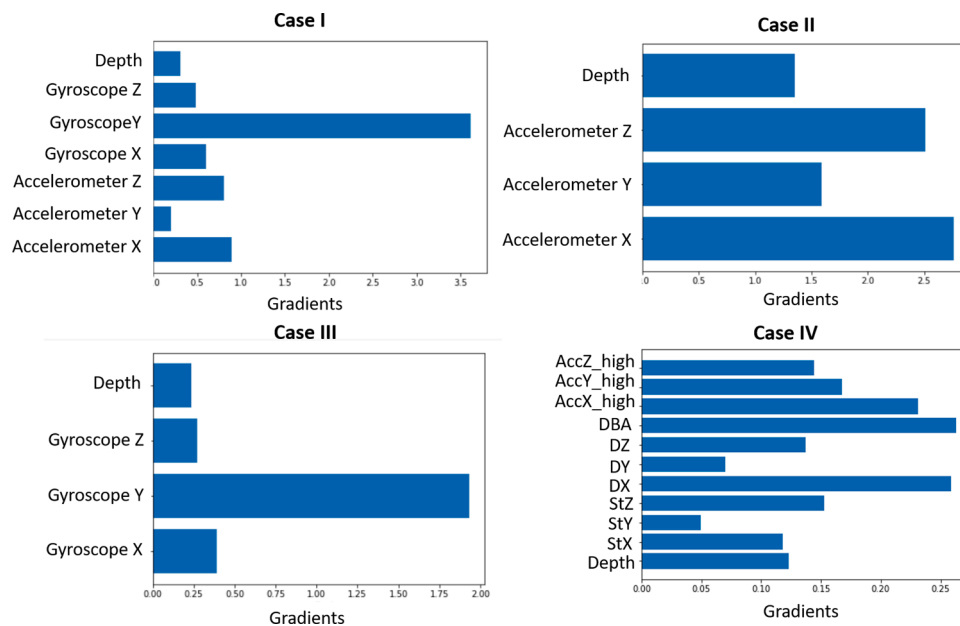 Case I
Depth
Gyroscope Z
GyroscopeY
Gyroscope X
Accelerometer Z
Accelerometer Y
Accelerometer X
0 0.5 1.0 1.5 2.0 2.5 3.0 3.5
Gradients
Case II
Depth
Accelerometer Z
Accelerometer Y
Accelerometer X
.0 0.5 1.0 1.5 2.0 2.5
Gradients
Case III
Depth
Gyroscope Z
Gyroscope Y
Gyroscope X
0.00 0.25 0.50 0.75 1.00 1.25 1.50 1.75 2.00
Gradients
Case IV
AccZ_high
AccY_high
AccX_high
DBA
DZ
DY
DX
StZ
StY
StX
Depth
0.00 0.05 0.10 0.15 0.20 0.25
Gradients